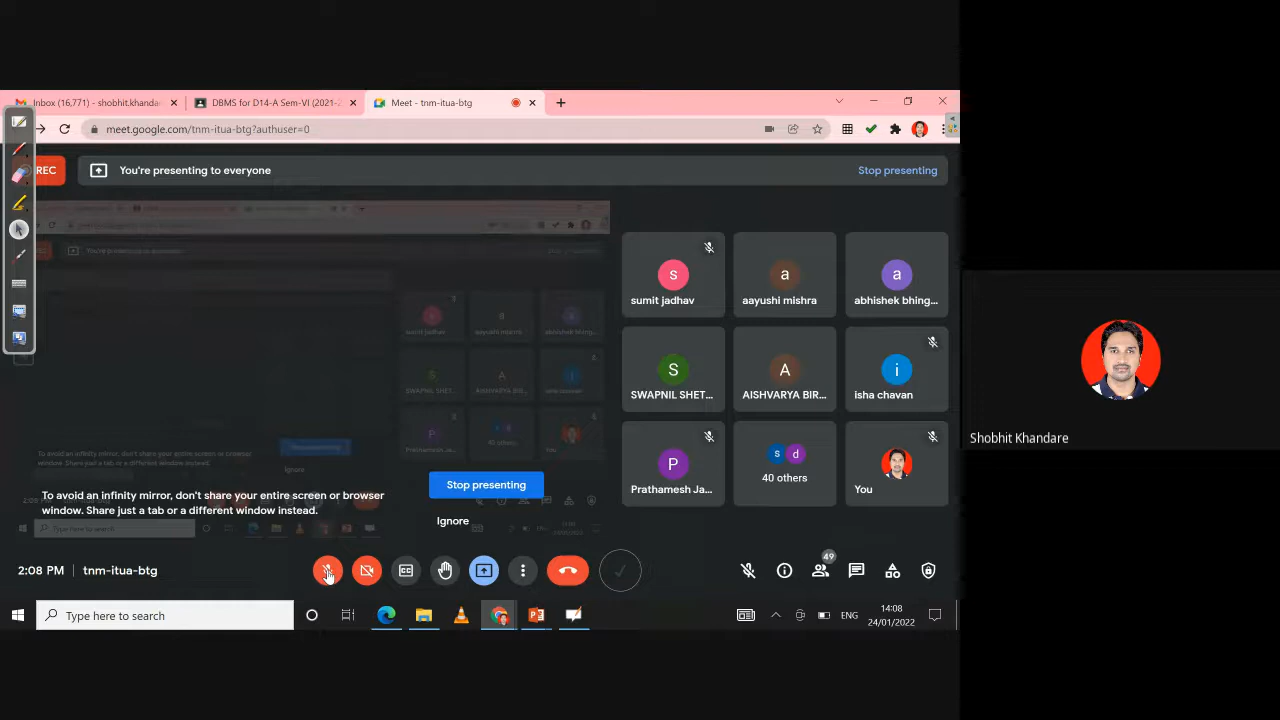 Inbox (16,771) - shobhit.khanda
DBMS for D14-A Sem-VI (2021-2
Meet - tnm-itua-btg
meet.google.com/tnm-itua-btg?authuser=0
REC
You're presenting to everyone
Stop presenting
s
sumit jadhav
a
aayushi mishra
a
abhishek bhing...
S
SWAPNIL SHET...
A
AISHVARYA BIR...
i
isha chavan
P
Prathamesh Ja...
s d
40 others
You
Shobhit Khandare
To avoid an infinity mirror, don't share your entire screen or browser
window. Share just a tab or a different window instead.
Stop presenting
Ignore
2:08 PM | tnm-itua-btg
49
Type here to search
ENG
14:08
24/01/2022